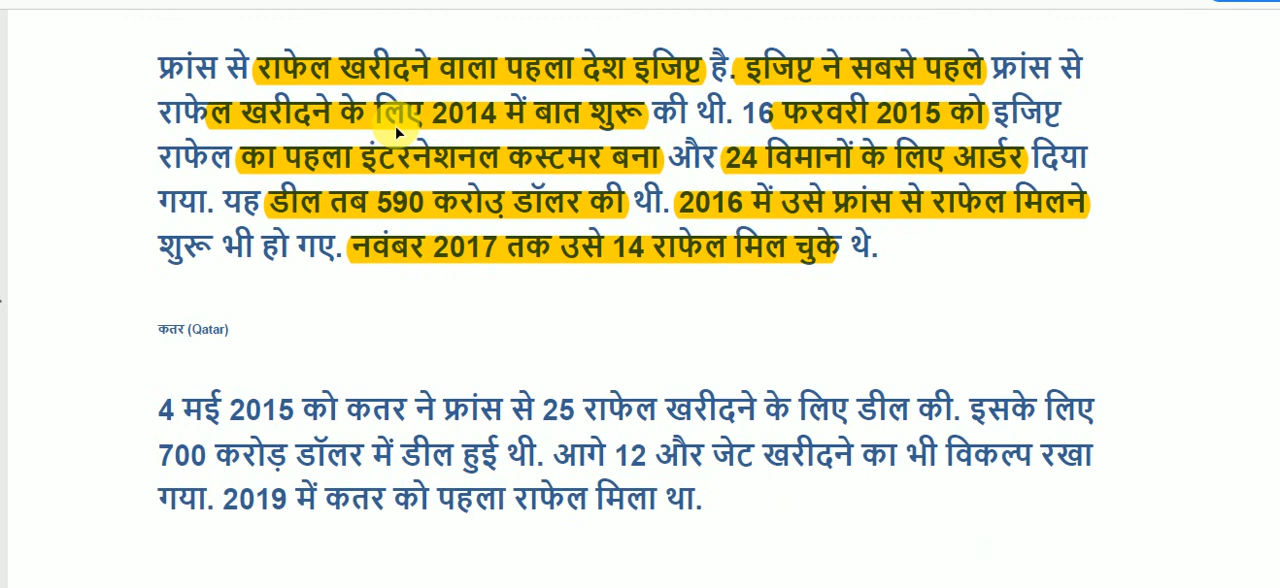 फ्रांस से राफेल खरीदने वाला पहला देश इजिप्ट है. इजिप्ट ने सबसे पहले फ्रांस से
राफेल खरीदने के लिए 2014 में बात शुरू की थी. 16 फरवरी 2015 को इजिप्ट
राफेल का पहला इंटरनेशनल कस्टमर बना और 24 विमानों के लिए आर्डर दिया
गया. यह डील तब 590 करोउ़ डॉलर की थी. 2016 में उसे फ्रांस से राफेल मिलने
शुरू भी हो गए. नवंबर 2017 तक उसे 14 राफेल मिल चुके थे.
कतर (Qatar)
4 मई 2015 को कतर ने फ्रांस से 25 राफेल खरीदने के लिए डील की. इसके लिए
700 करोड़ डॉलर में डील हुई थी. आगे 12 और जेट खरीदने का भी विकल्प रखा
गया. 2019 में कतर को पहला राफेल मिला था.